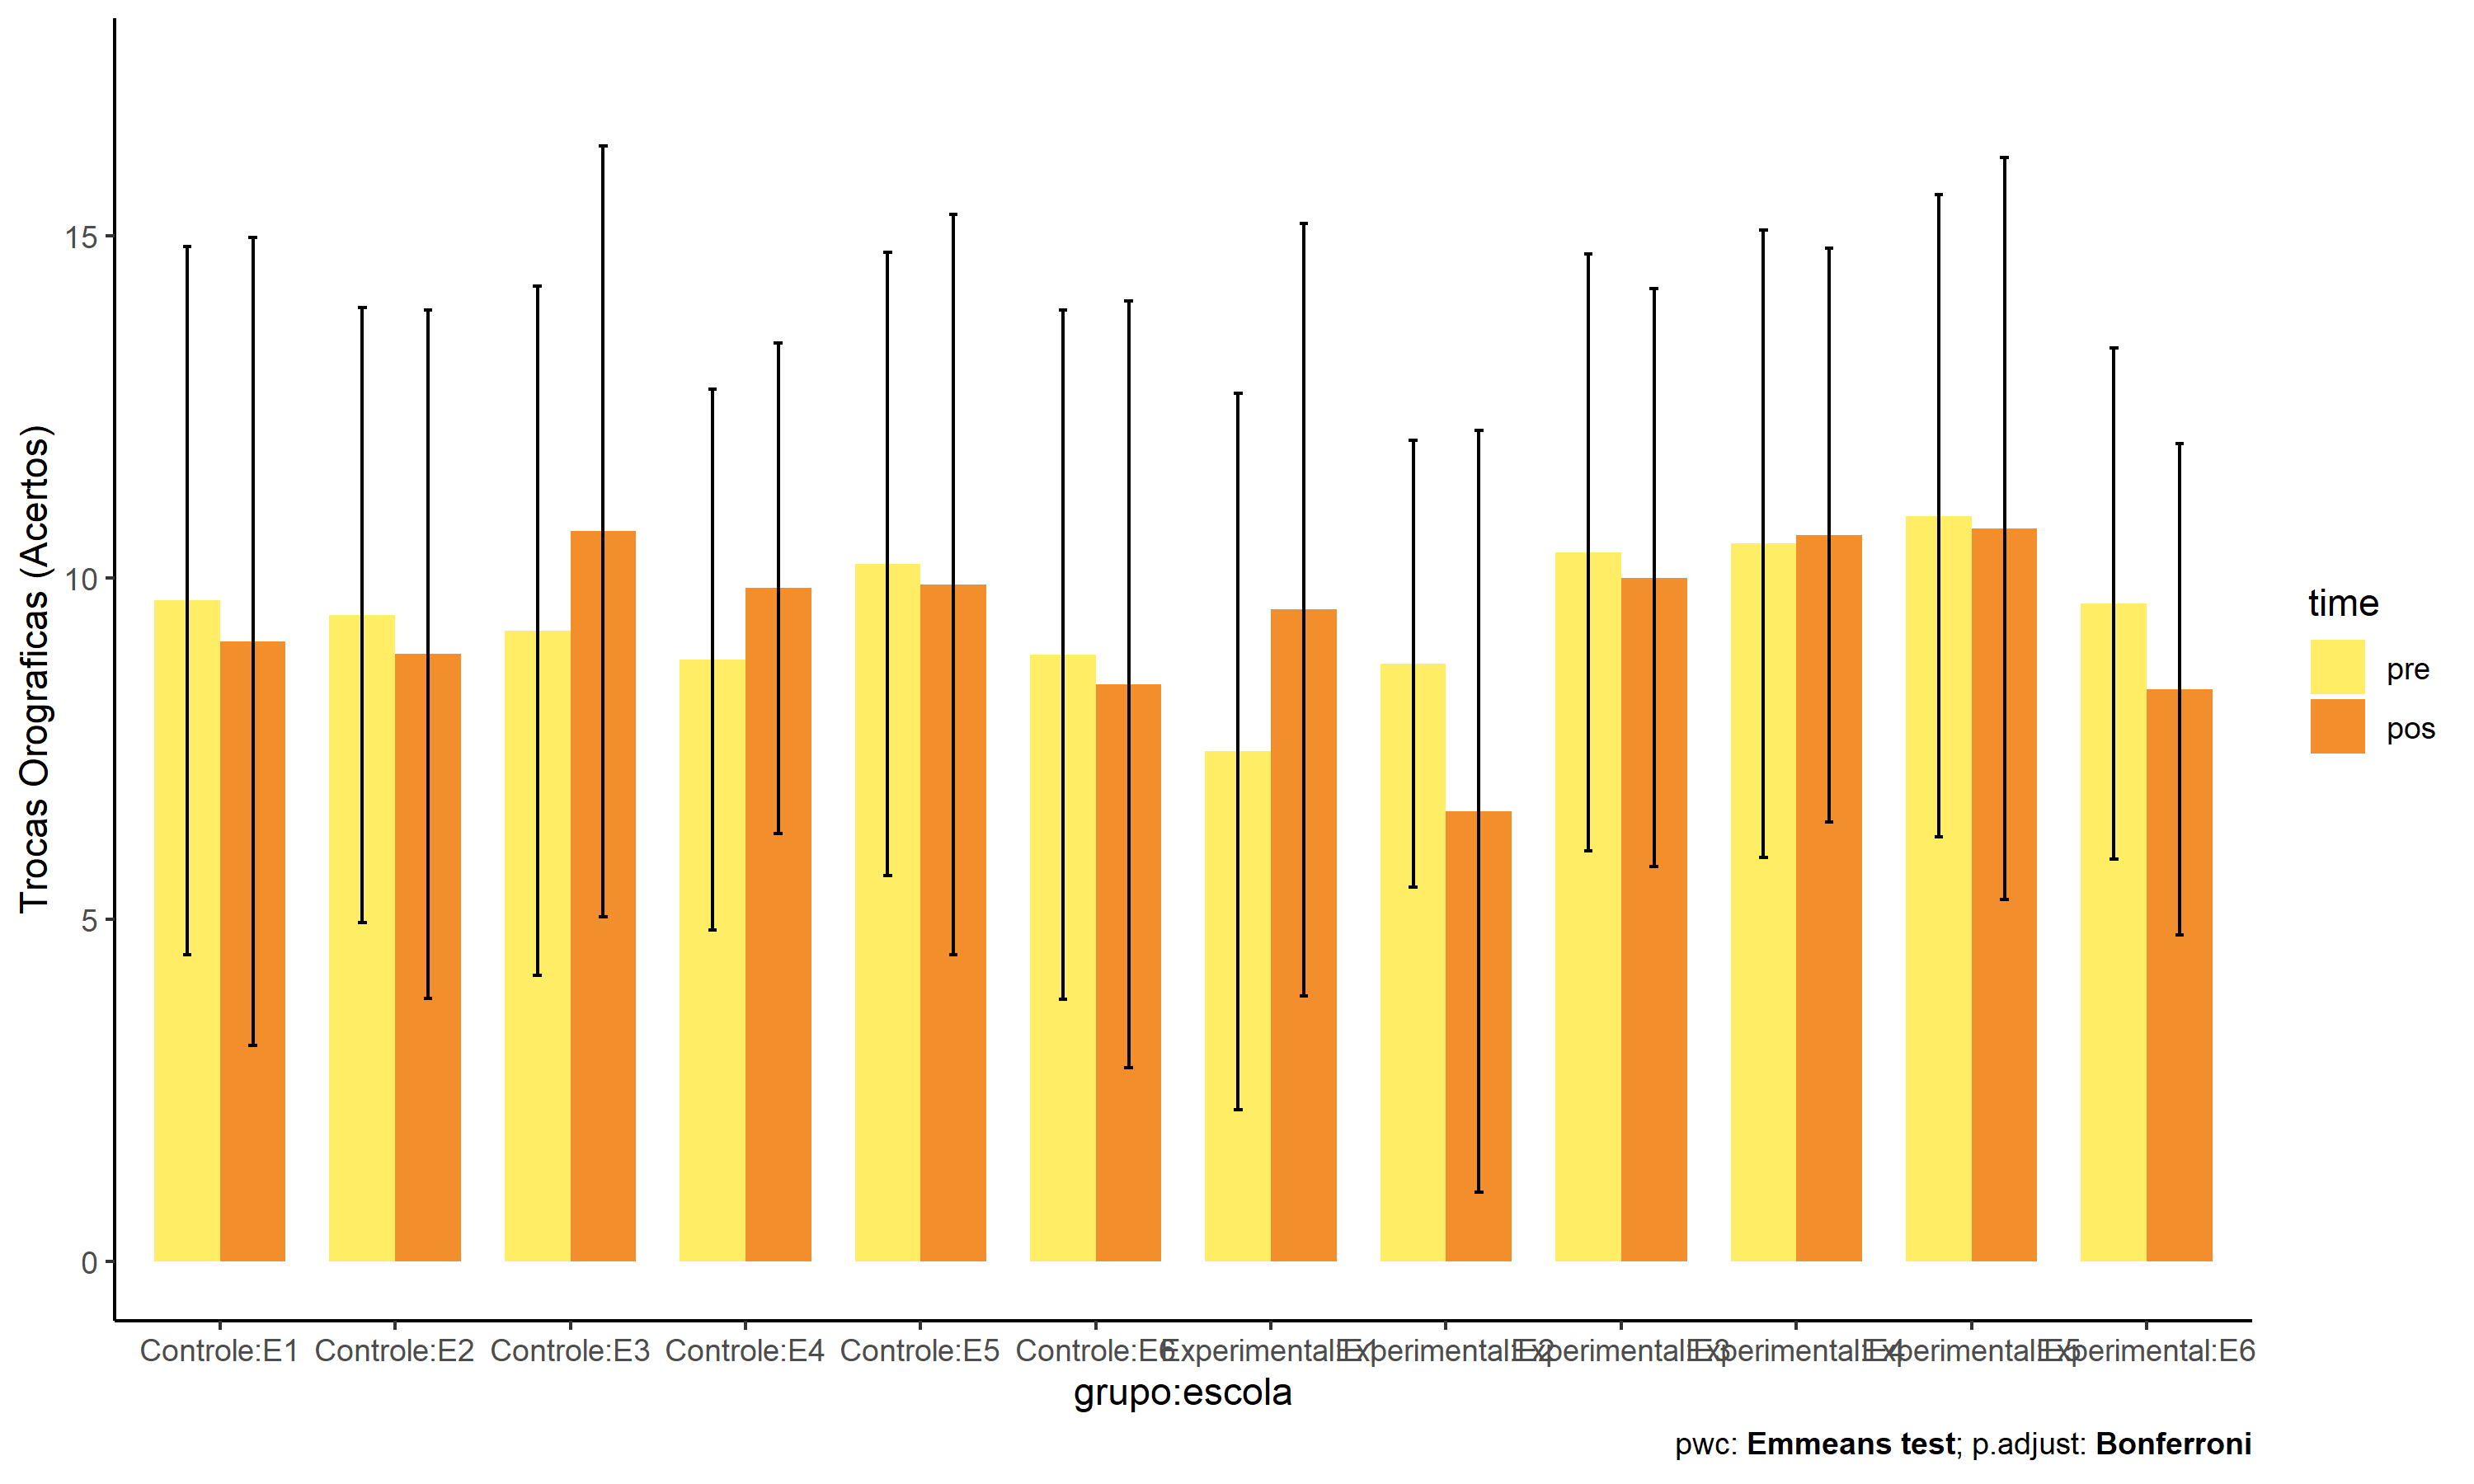 Trocas Orograficas (Acertos)
15
10
5
0
Controle:E1 Controle:E2 Controle:E3 Controle:E4 Controle:E5 Controle:E6 Experimental:E1 Experimental:E2 Experimental:E3 Experimental:E4 Experimental:E5 Experimental:E6
grupo:escola
time
pre
pos
pwc: Emmeans test; p.adjust: Bonferroni